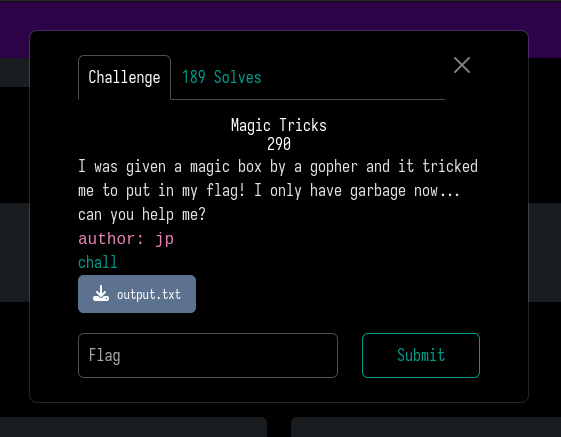 Challenge
189 Solves
Magic Tricks
290
I was given a magic box by a gopher and it tricked
me to put in my flag! I only have garbage now...
can you help me?
author: jp
chall
output.txt
Flag
Submit